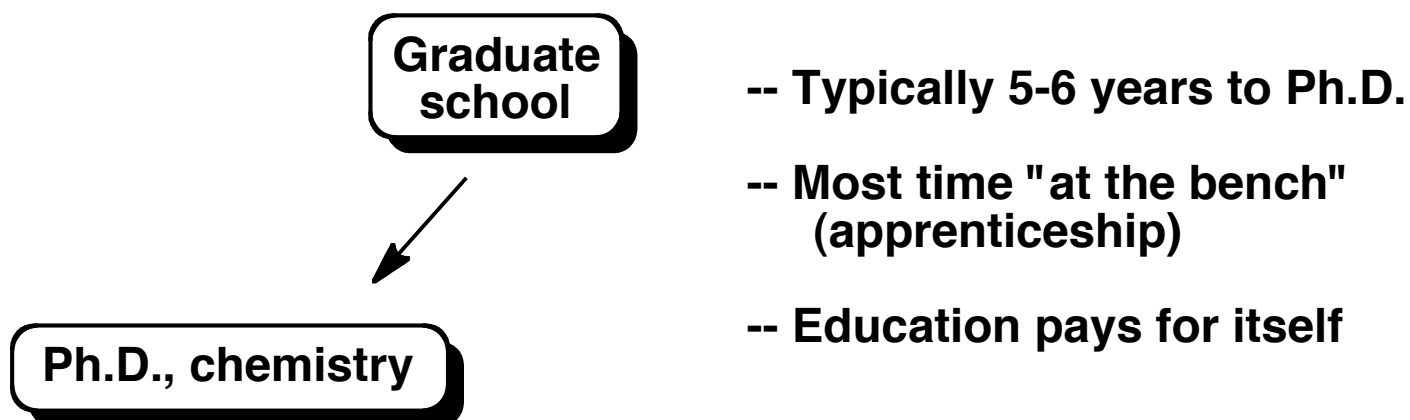 Graduate
school
-- Typically 5-6 years to Ph.D.
-- Most time "at the bench"
(apprenticeship)
-- Education pays for itself
Ph.D., chemistry